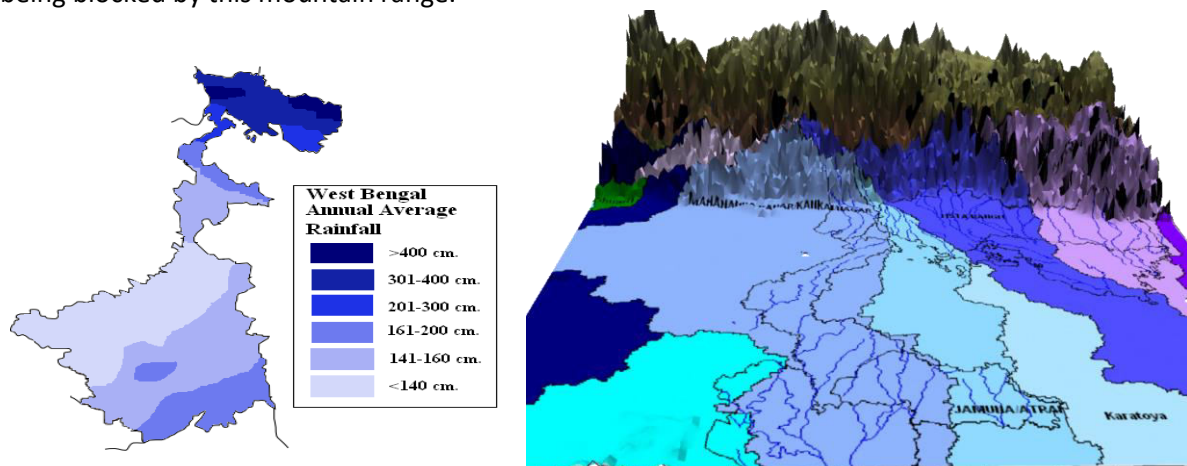 being blocked by this mountain range.
West Bengal
Annual Average
Rainfall
>400 cm.
301-400 cm.
201-300 cm.
161-200 cm.
141-160 cm.
<140 cm.
JAMUNA/ATRAI
Karatoya